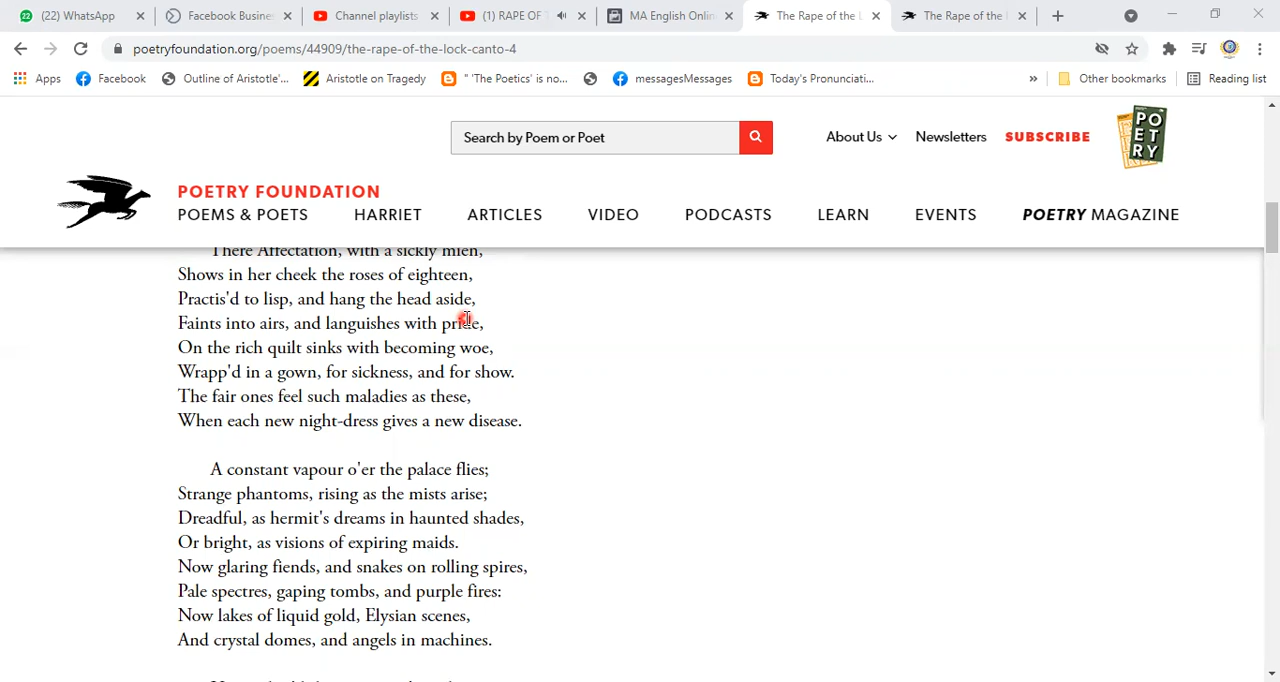 (22) WhatsApp
Facebook Busine
Channel playlists
(1) RAPE OF T
MA English Onlin
The Rape of the L
The Rape of the
poetryfoundation.org/poems/44909/the-rape-of-the-lock-canto-4
Apps
Facebook
Outline of Aristotle'...
Aristotle on Tragedy
" 'The Poetics' is no...
messagesMessages
Today's Pronunciati...
»
Other bookmarks
Reading list
Search by Poem or Poet
About Us
Newsletters
SUBSCRIBE
PO
ET
RY
POETRY FOUNDATION
POEMS & POETS
HARRIET
ARTICLES
VIDEO
PODCASTS
LEARN
EVENTS
POETRY MAGAZINE
There Affectation, with a sickly mien,
Shows in her cheek the roses of eighteen,
Practis'd to lisp, and hang the head aside,
Faints into airs, and languishes with pride,
On the rich quilt sinks with becoming woe,
Wrapp'd in a gown, for sickness, and for show.
The fair ones feel such maladies as these,
When each new night-dress gives a new disease.
A constant vapour o'er the palace flies;
Strange phantoms, rising as the mists arise;
Dreadful, as hermit's dreams in haunted shades,
Or bright, as visions of expiring maids.
Now glaring fiends, and snakes on rolling spires,
Pale spectres, gaping tombs, and purple fires:
Now lakes of liquid gold, Elysian scenes,
And crystal domes, and angels in machines.